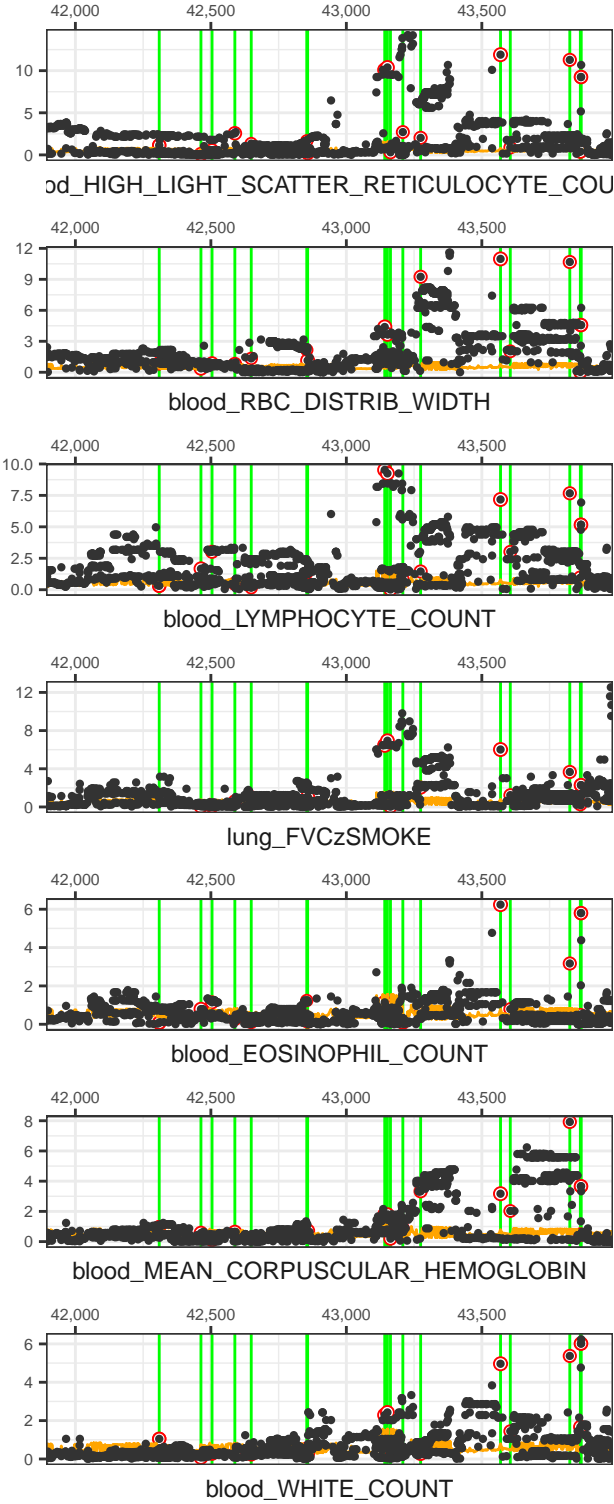 42,000 42,500 43,000 43,500
10
5
0
od_HIGH_LIGHT_SCATTER_RETICULOCYTE_COU
42,000 42,500 43,000 43,500
12
9
6
3
0
blood_RBC_DISTRIB_WIDTH
42,000 42,500 43,000 43,500
10.0
7.5
5.0
2.5
0.0
blood_LYMPHOCYTE_COUNT
42,000 42,500 43,000 43,500
12
8
4
0
lung_FVCzSMOKE
42,000 42,500 43,000 43,500
6
4
2
0
blood_EOSINOPHIL_COUNT
42,000 42,500 43,000 43,500
8
6
4
2
0
blood_MEAN_CORPUSCULAR_HEMOGLOBIN
42,000 42,500 43,000 43,500
6
4
2
0
blood_WHITE_COUNT